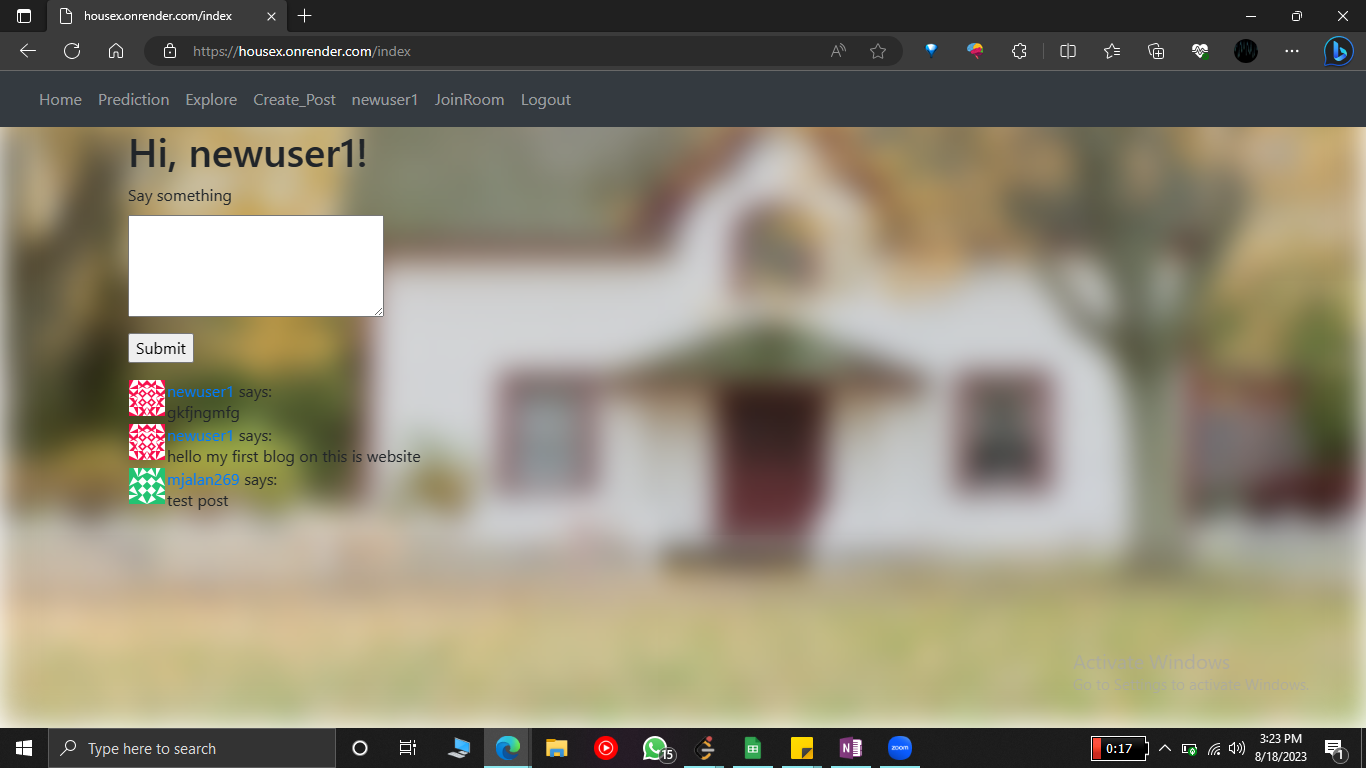 housex.onrender.com/index
https://housex.onrender.com/index
Home Prediction Explore Create_Post newuser1 JoinRoom Logout
Hi, newuser1!
Say something
Submit
newuser1 says:
gkfjngmfg
newuser1 says:
hello my first blog on this is website
mjalan269 says:
test post
Activate Windows
Go to Settings to activate Windows.
Type here to search
15
zoom
0:17
3:23 PM
8/18/2023
1